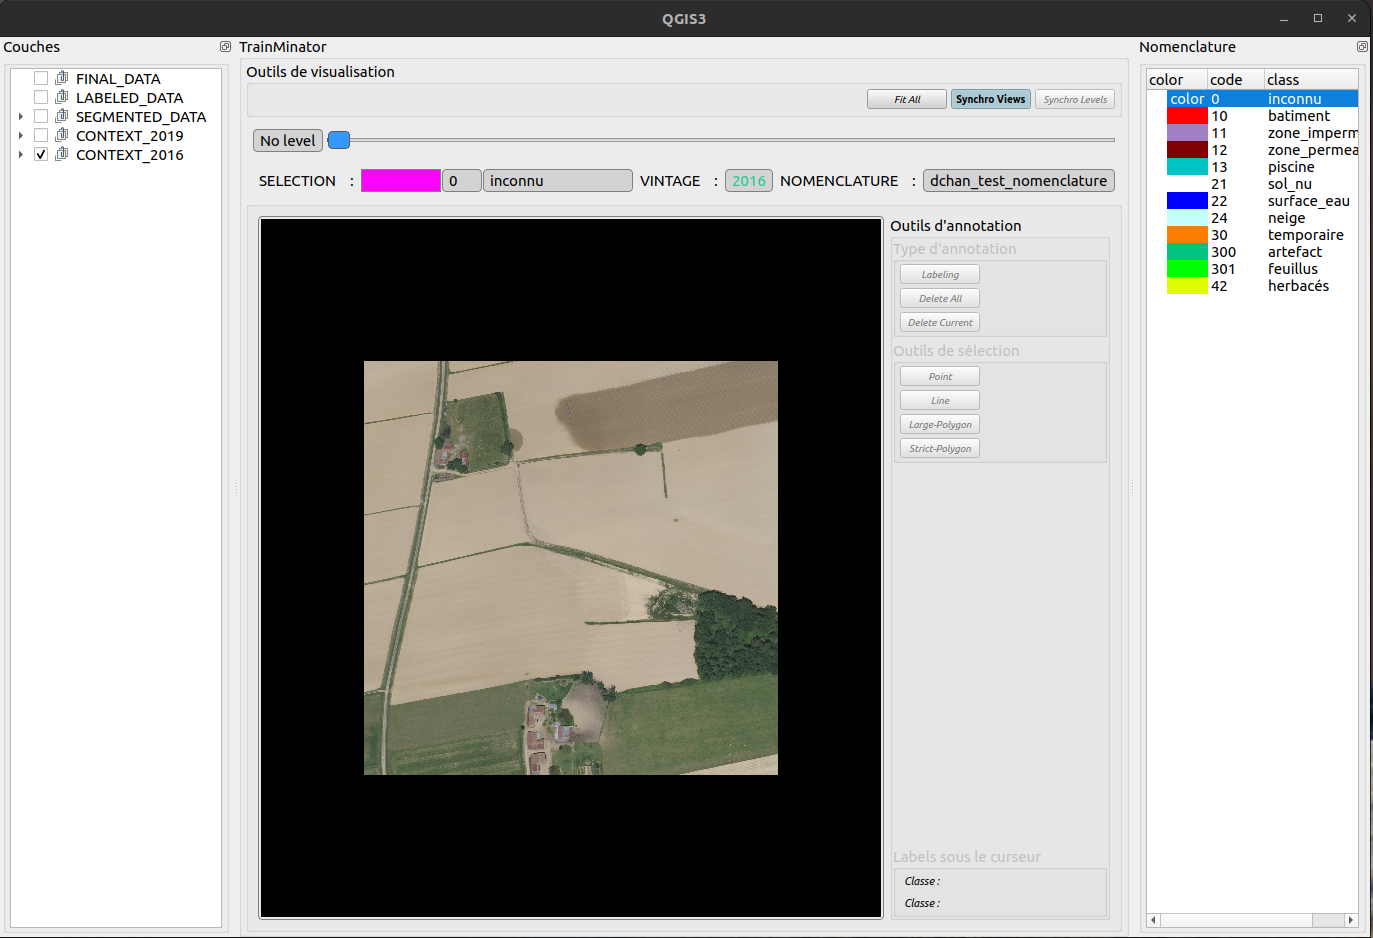 QGIS3
Couches
FINAL_DATA
LABELED_DATA
SEGMENTED_DATA
CONTEXT_2019
CONTEXT_2016
TrainMinator
Outils de visualisation
Fit All
Synchro Views
Synchro Levels
No level
SELECTION : 0 inconnu VINTAGE : 2016 NOMENCLATURE : dchan_test_nomenclature
Outils d'annotation
Type d'annotation
Labeling
Delete All
Delete Current
Outils de sélection
Point
Line
Large-Polygon
Strict-Polygon
Labels sous le curseur
Classe :
Classe :
Nomenclature
color code class
color 0 inconnu
10 batiment
11 zone_imperm
12 zone_permea
13 piscine
21 sol_nu
22 surface_eau
24 neige
30 temporaire
300 artefact
301 feuillus
42 herbacés